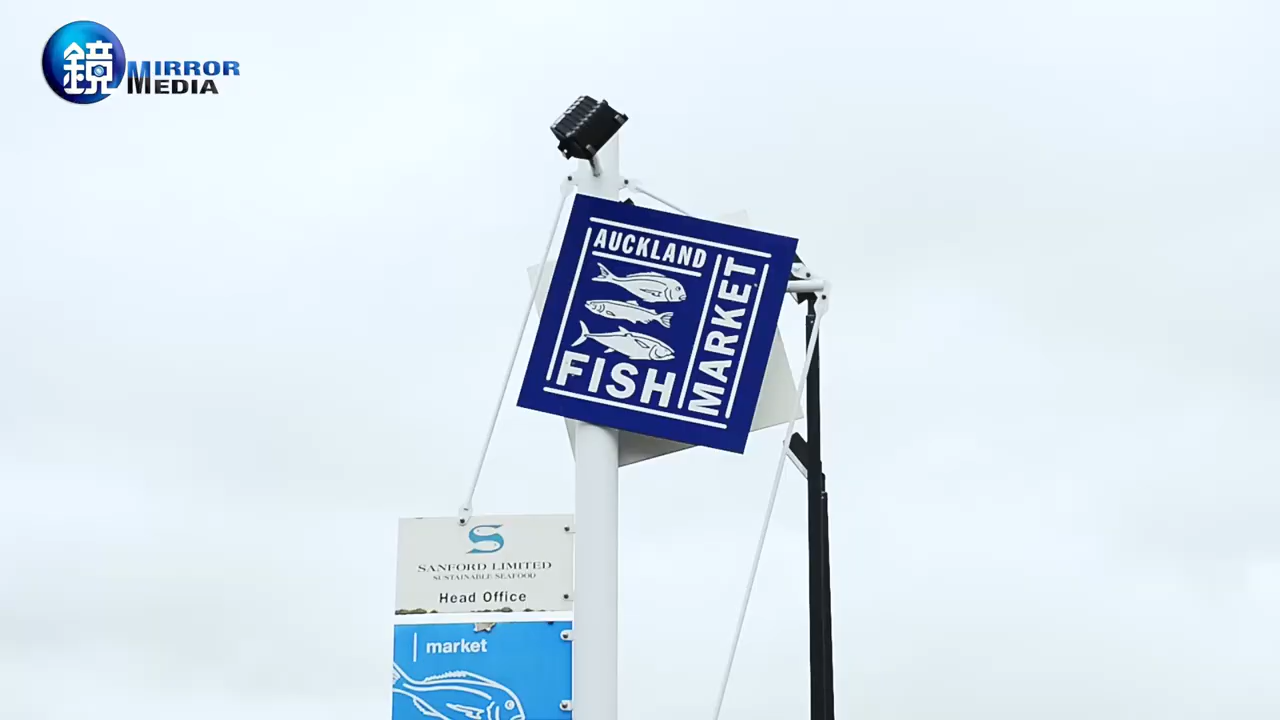 鏡 MIRROR
MEDIA
AUCKLAND
FISH
MARKET
SANFORD LIMITED
SUSTAINABLE SEAFOOD
Head Office
market